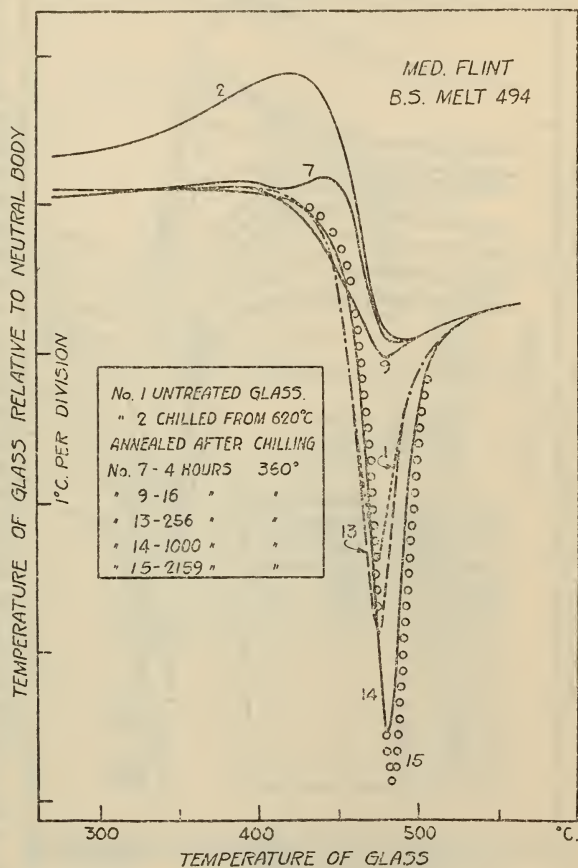 MED. FLINT
B.S. MELT 494
TEMPERATURE OF GLASS RELATIVE TO NEUTRAL BODY
1°C. PER DIVISION
2
7
9
1
13
14
15
No. 1 UNTREATED GLASS.
" 2 CHILLED FROM 620°C
ANNEALED AFTER CHILLING
No. 7 - 4 HOURS 360°
" 9 - 16 " "
" 13 - 256 " "
" 14 - 1000 " "
" 15 - 2159 " "
300 400 500 °C.
TEMPERATURE OF GLASS